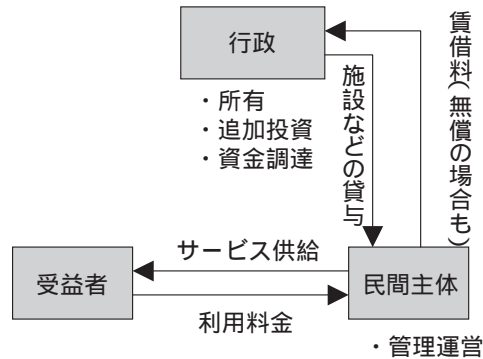 行政
・所有
・追加投資
・資金調達
施設などの貸与
賃借料(無償の場合も)
サービス供給
受益者
民間主体
利用料金
・管理運営